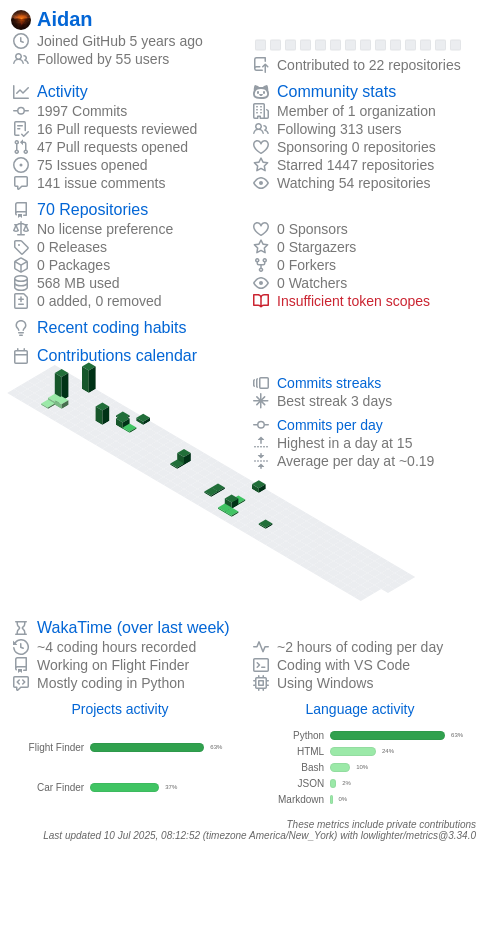 Aidan
Joined GitHub 5 years ago
Followed by 55 users
Contributed to 22 repositories
Activity
1997 Commits
16 Pull requests reviewed
47 Pull requests opened
75 Issues opened
141 issue comments
Community stats
Member of 1 organization
Following 313 users
Sponsoring 0 repositories
Starred 1447 repositories
Watching 54 repositories
70 Repositories
No license preference
0 Releases
0 Packages
568 MB used
0 added, 0 removed
0 Sponsors
0 Stargazers
0 Forkers
0 Watchers
Insufficient token scopes
Recent coding habits
Contributions calendar
Commits streaks
Best streak 3 days
Commits per day
Highest in a day at 15
Average per day at ~0.19
WakaTime (over last week)
~4 coding hours recorded
Working on Flight Finder
Mostly coding in Python
~2 hours of coding per day
Coding with VS Code
Using Windows
Projects activity
Flight Finder 63%
Car Finder 37%
Language activity
Python 63%
HTML 24%
Bash 10%
JSON 2%
Markdown 0%
These metrics include private contributions
Last updated 10 Jul 2025, 08:12:52 (timezone America/New_York) with lowlighter/metrics@3.34.0